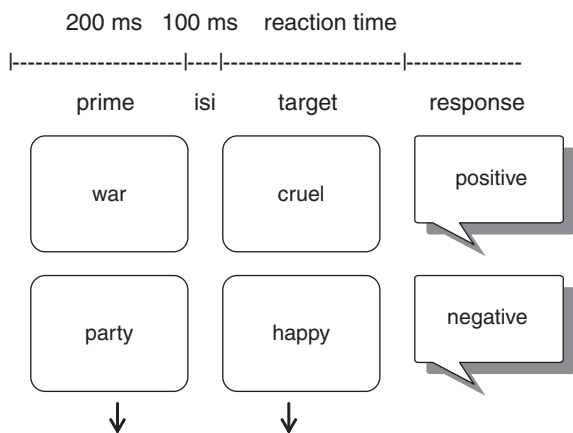 200 ms 100 ms reaction time
|-----------------------|----|------------------------|---------------
prime isi target response
war cruel positive
party happy negative